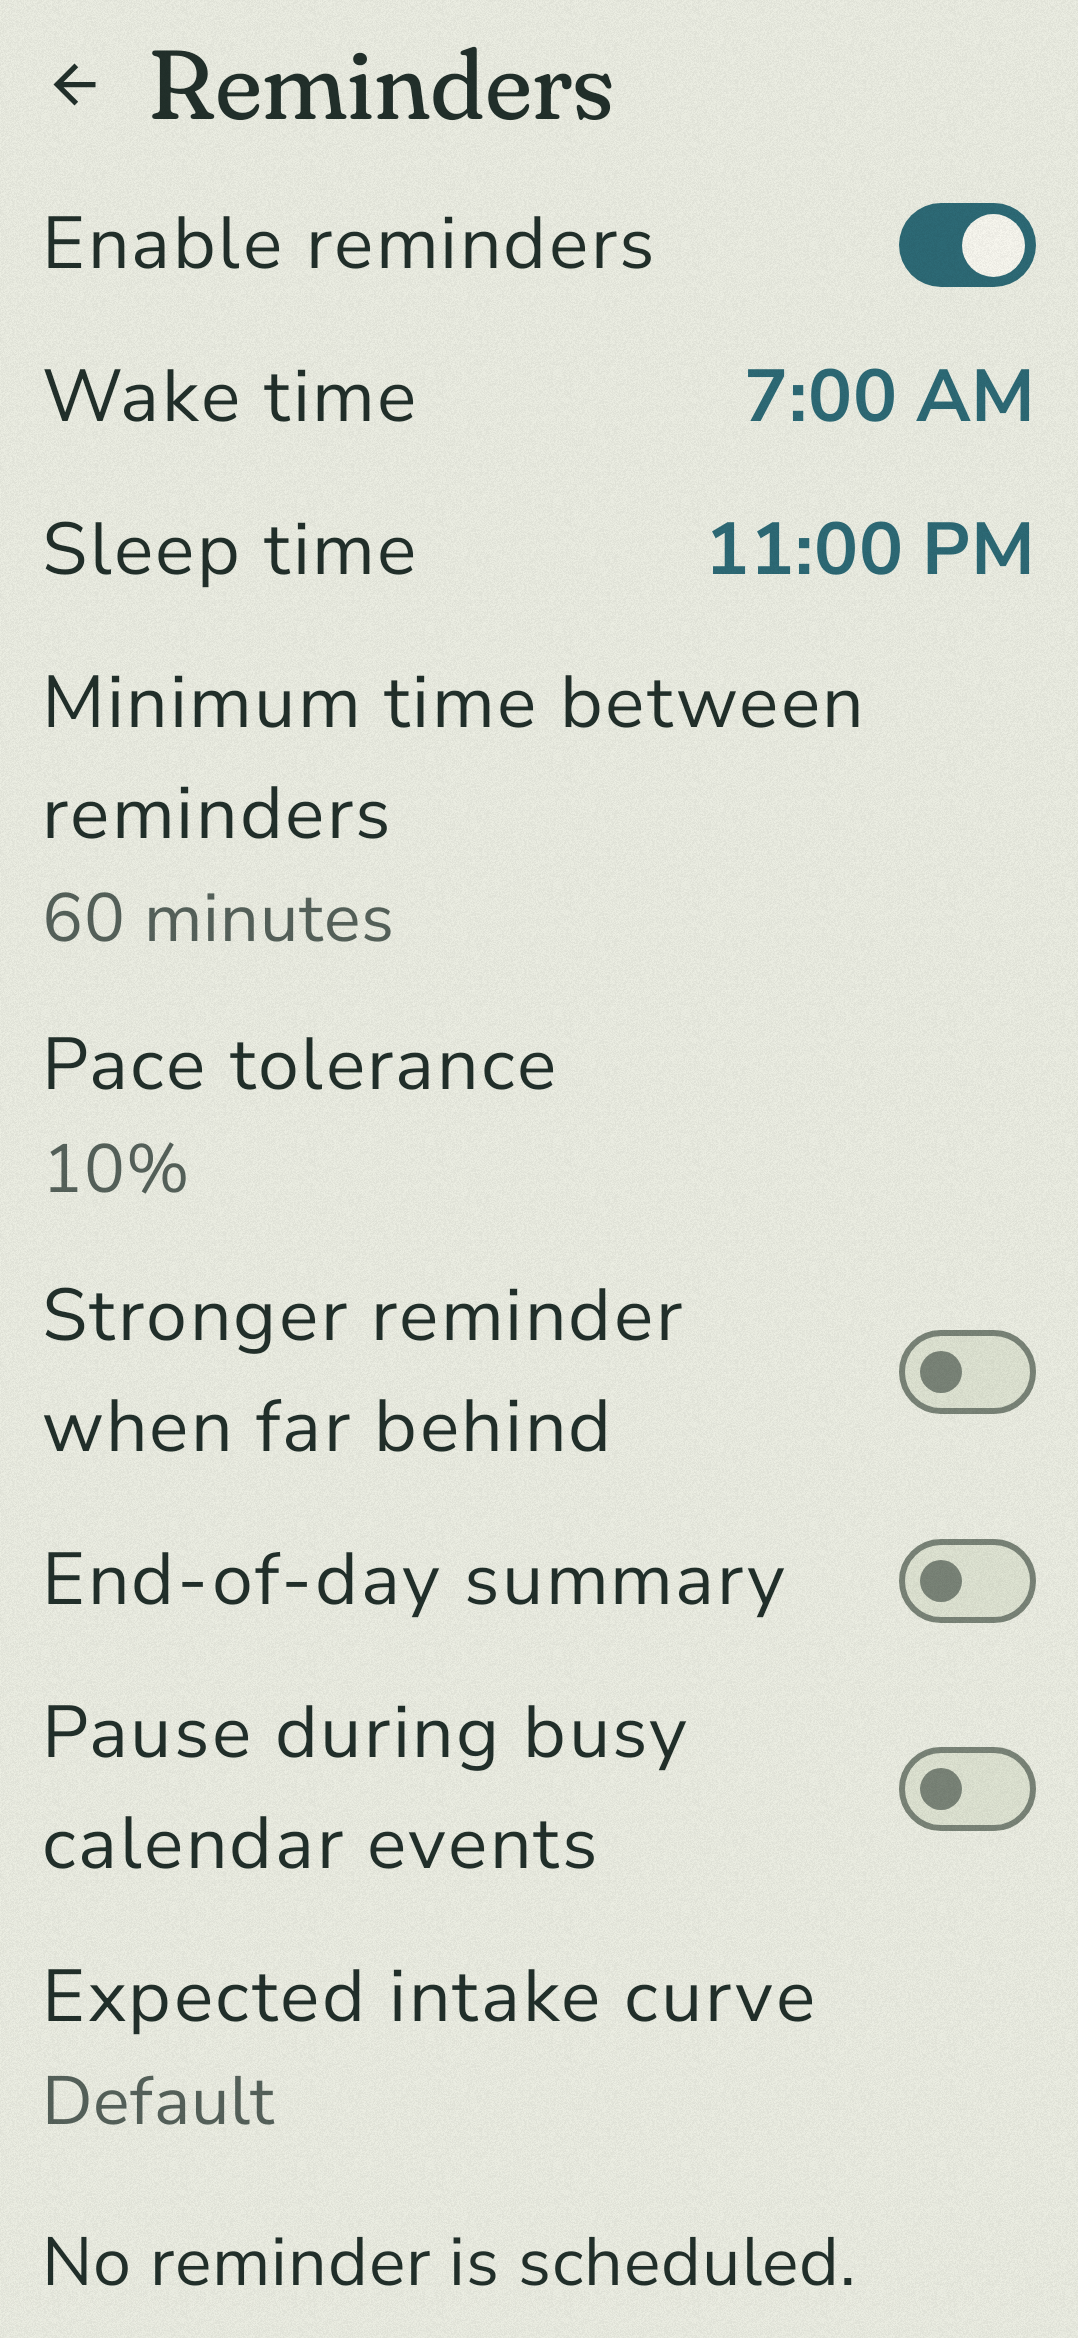 Reminders
Enable reminders
Wake time 7:00 AM
Sleep time 11:00 PM
Minimum time between
reminders
60 minutes
Pace tolerance
10%
Stronger reminder
when far behind
End-of-day summary
Pause during busy
calendar events
Expected intake curve
Default
No reminder is scheduled.